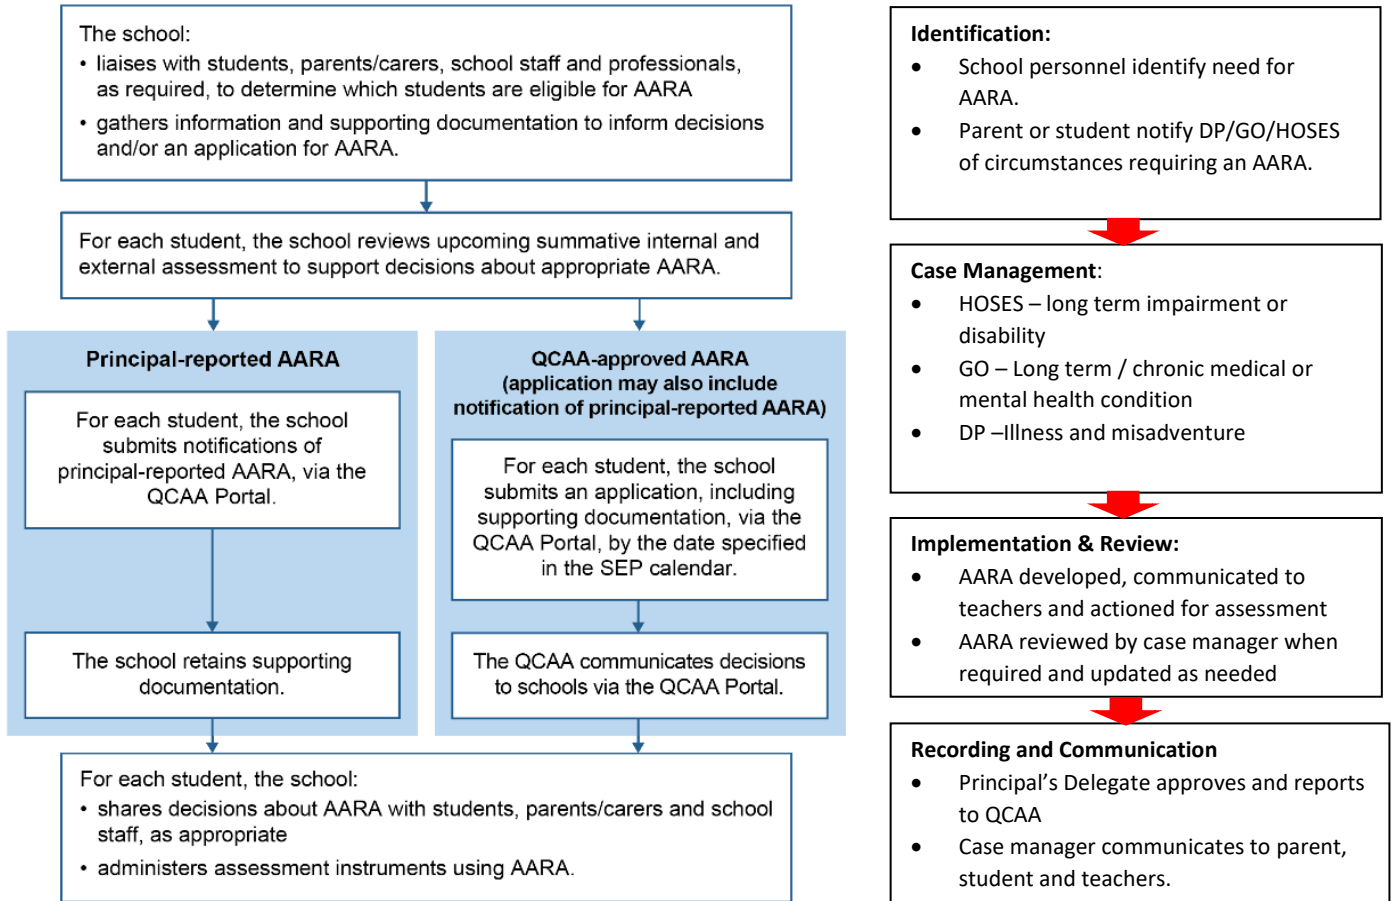 The school:
• liaises with students, parents/carers, school staff and professionals,
as required, to determine which students are eligible for AARA
• gathers information and supporting documentation to inform decisions
and/or an application for AARA.
For each student, the school reviews upcoming summative internal and
external assessment to support decisions about appropriate AARA.
Principal-reported AARA
For each student, the school
submits notifications of
principal-reported AARA, via the
QCAA Portal.
The school retains supporting
documentation.
QCAA-approved AARA
(application may also include
notification of principal-reported AARA)
For each student, the school
submits an application, including
supporting documentation, via the
QCAA Portal, by the date specified
in the SEP calendar.
The QCAA communicates decisions
to schools via the QCAA Portal.
For each student, the school:
• shares decisions about AARA with students, parents/carers and school
staff, as appropriate
• administers assessment instruments using AARA.
Identification:
• School personnel identify need for
AARA.
• Parent or student notify DP/GO/HOSES
of circumstances requiring an AARA.
Case Management:
• HOSES – long term impairment or
disability
• GO – Long term / chronic medical or
mental health condition
• DP –Illness and misadventure
Implementation & Review:
• AARA developed, communicated to
teachers and actioned for assessment
• AARA reviewed by case manager when
required and updated as needed
Recording and Communication
• Principal’s Delegate approves and reports
to QCAA
• Case manager communicates to parent,
student and teachers.